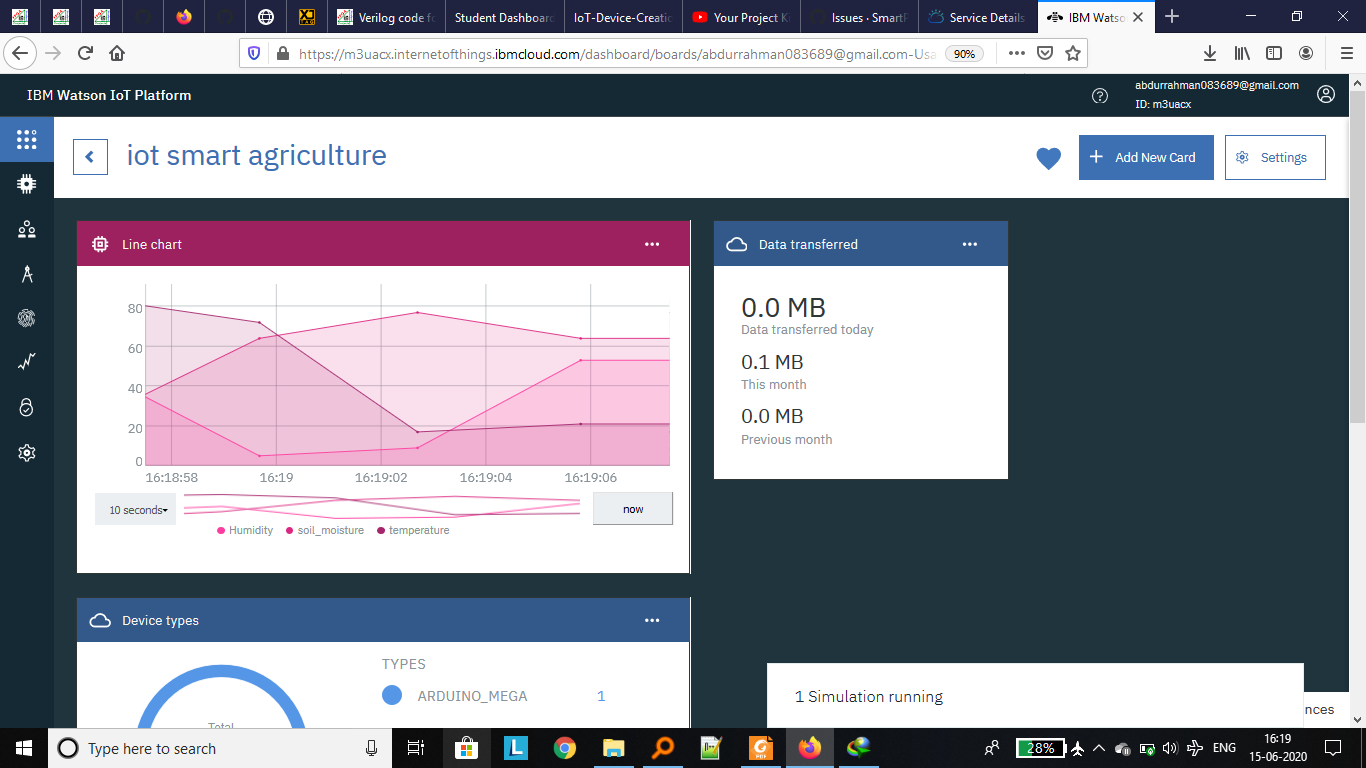 Verilog code fo
Student Dashboard
IoT-Device-Creatio
Your Project Ki
Issues · SmartP
Service Details
IBM Watso
https://m3uacx.internetofthings.ibmcloud.com/dashboard/boards/abdurrahman083689@gmail.com-Usa
90%
IBM Watson IoT Platform
abdurrahman083689@gmail.com
ID: m3uacx
iot smart agriculture
Add New Card
Settings
Line chart
Data transferred
80
60
40
20
0
16:18:58
16:19
16:19:02
16:19:04
16:19:06
10 seconds
now
Humidity
soil_moisture
temperature
0.0 MB
Data transferred today
0.1 MB
This month
0.0 MB
Previous month
Device types
TYPES
ARDUINO_MEGA
1
Total
1 Simulation running
nces
Type here to search
28%
ENG
16:19
15-06-2020